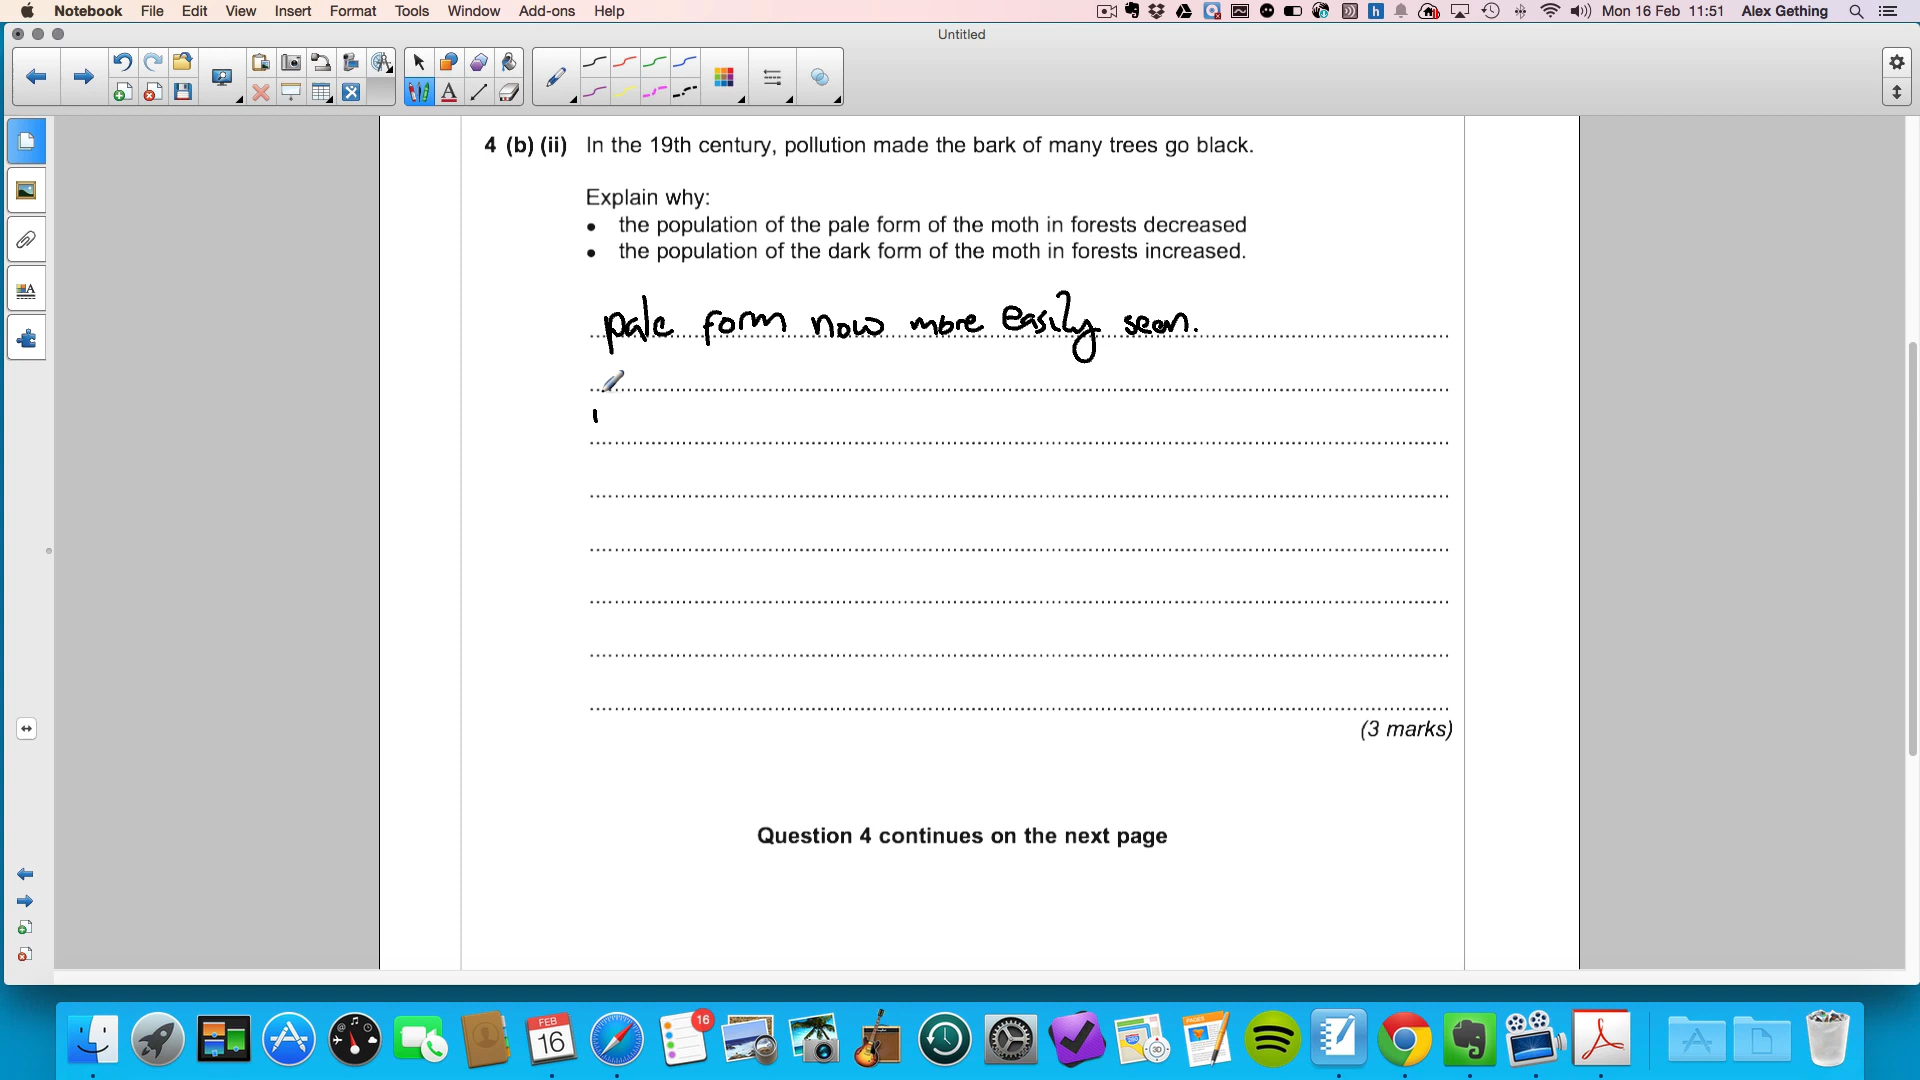 Notebook File Edit View Insert Format Tools Window Add-ons Help Mon 16 Feb 11:51 Alex Gething
Untitled
4 (b) (ii) In the 19th century, pollution made the bark of many trees go black.
Explain why:
• the population of the pale form of the moth in forests decreased
• the population of the dark form of the moth in forests increased.
pale form now more easily seen.
(3 marks)
Question 4 continues on the next page
FEB
16
16